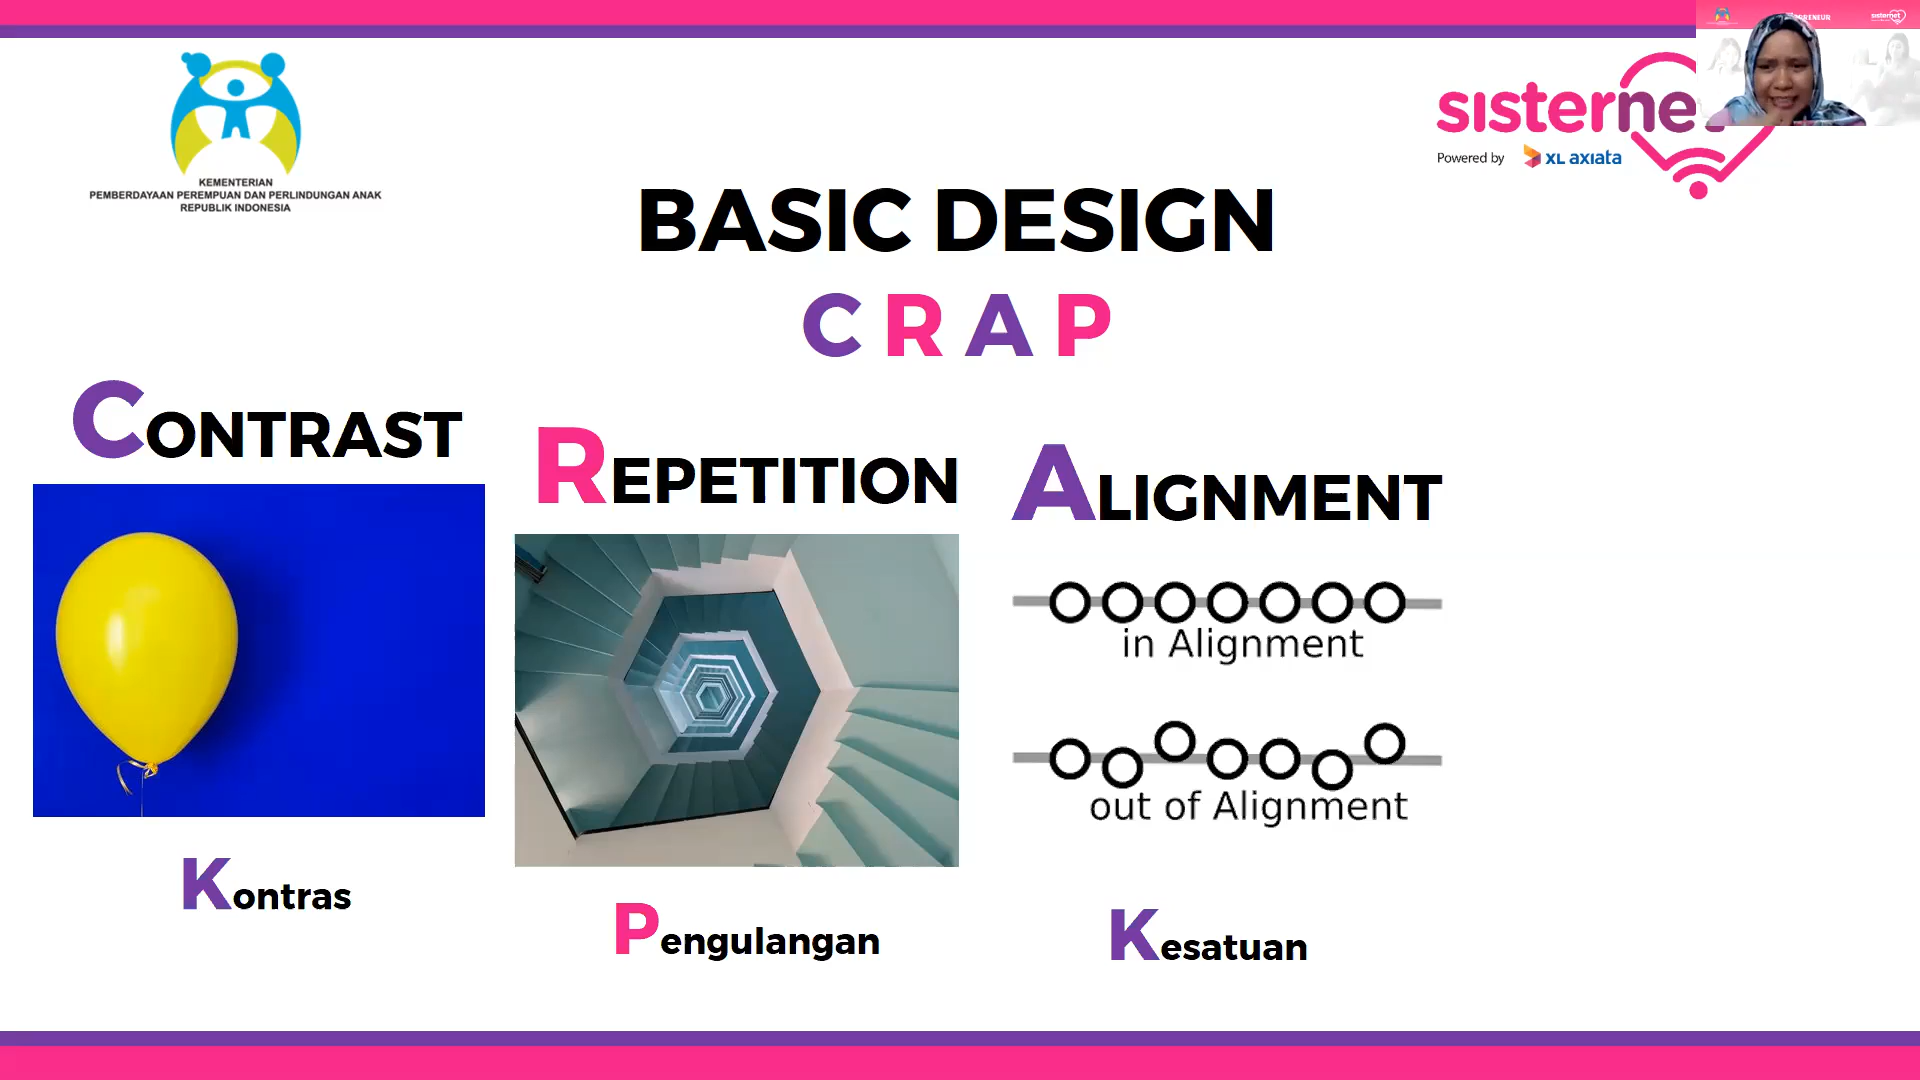 KEMENTERIAN
PEMBERDAYAAN PEREMPUAN DAN PERLINDUNGAN ANAK
REPUBLIK INDONESIA
Powered by XL axiata
sisternet
BASIC DESIGN
C R A P
CONTRAST
REPETITION
ALIGNMENT
in Alignment
out of Alignment
Kontras
Pengulangan
Kesatuan